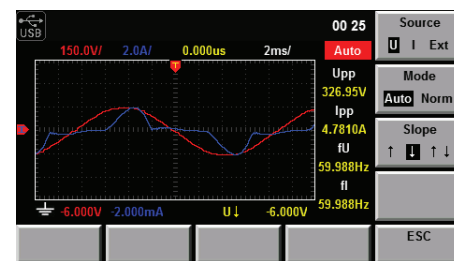 USB
00 25
Source
U I Ext
150.0V/ 2.0A/ 0.000us 2ms/ Auto
T
Upp
326.95V
Mode
Auto Norm
Ipp
4.7810A
Slope
↑ ↓ ↑↓
fU
59.988Hz
fI
59.988Hz
-6.000V -2.000mA U↓ -6.000V
ESC